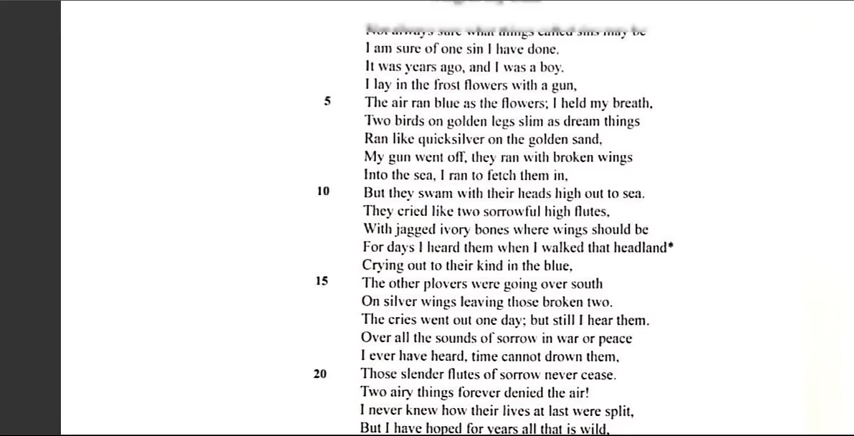 Not always sure what things called sins may be
I am sure of one sin I have done.
It was years ago, and I was a boy.
I lay in the frost flowers with a gun,
5 The air ran blue as the flowers; I held my breath,
Two birds on golden legs slim as dream things
Ran like quicksilver on the golden sand,
My gun went off, they ran with broken wings
Into the sea, I ran to fetch them in,
10 But they swam with their heads high out to sea.
They cried like two sorrowful high flutes,
With jagged ivory bones where wings should be
For days I heard them when I walked that headland*
Crying out to their kind in the blue,
15 The other plovers were going over south
On silver wings leaving those broken two.
The cries went out one day; but still I hear them.
Over all the sounds of sorrow in war or peace
I ever have heard, time cannot drown them,
20 Those slender flutes of sorrow never cease.
Two airy things forever denied the air!
I never knew how their lives at last were split,
But I have hoped for years all that is wild,